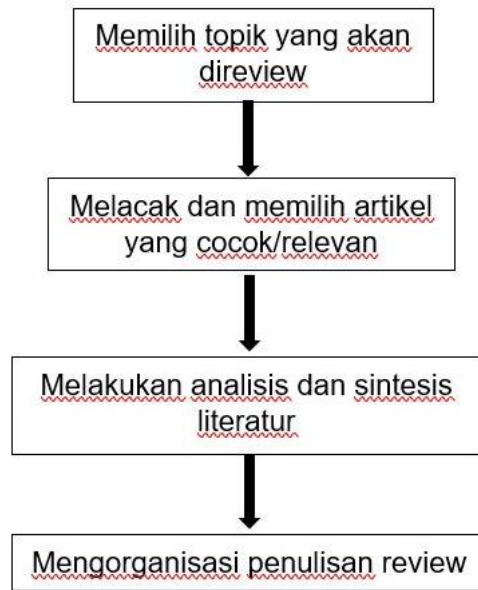 Memilih topik yang akan
direview
Melacak dan memilih artikel
yang cocok/relevan
Melakukan analisis dan sintesis
literatur
Mengorganisasi penulisan review